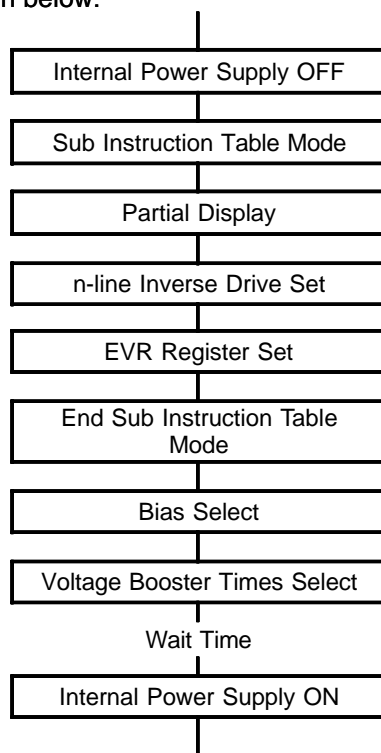 below:
Internal Power Supply OFF
Sub Instruction Table Mode
Partial Display
n-line Inverse Drive Set
EVR Register Set
End Sub Instruction Table
Mode
Bias Select
Voltage Booster Times Select
Wait Time
Internal Power Supply ON